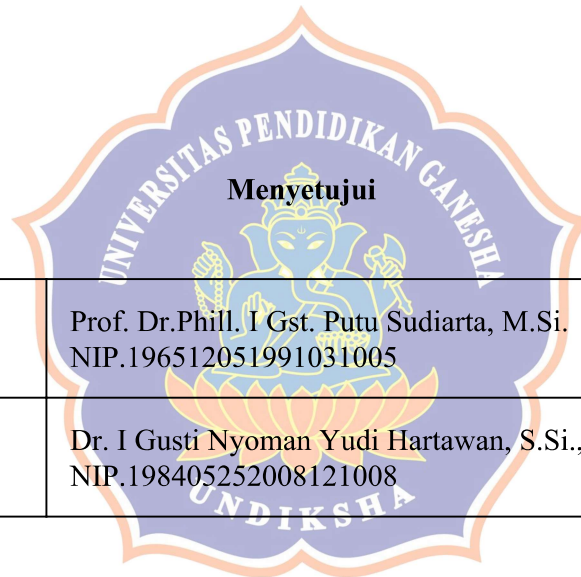 UNIVERSITAS PENDIDIKAN GANESHA
Menyetujui
Prof. Dr.Phill. I Gst. Putu Sudiarta, M.Si.
NIP.196512051991031005
Dr. I Gusti Nyoman Yudi Hartawan, S.Si.,
NIP.198405252008121008
UNDIKSHA